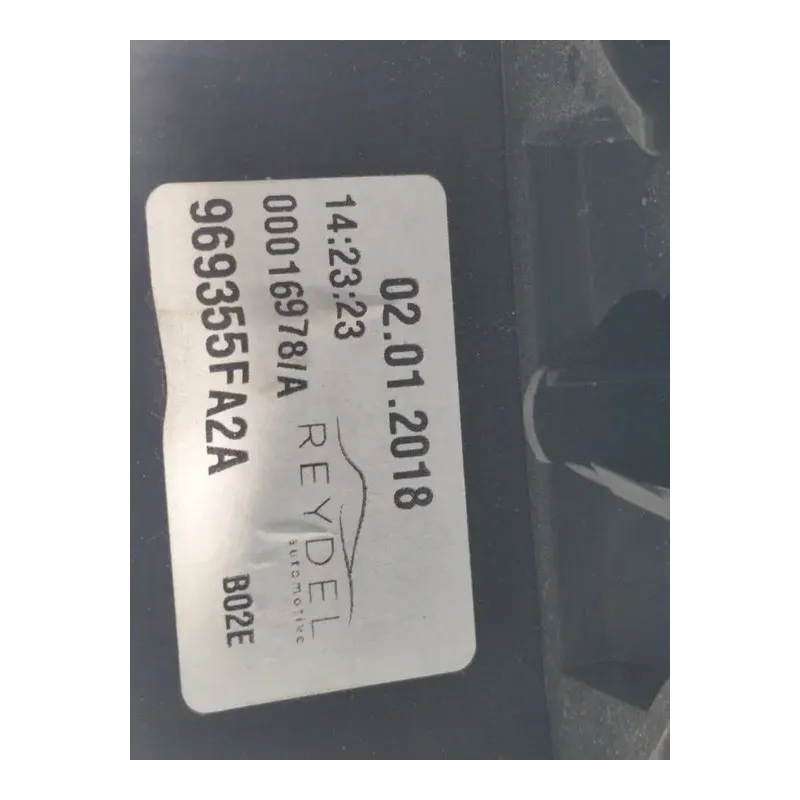 02.01.2018
14:23:23
00016978/A
REYDEL
automotive
969355FA2A
B02E